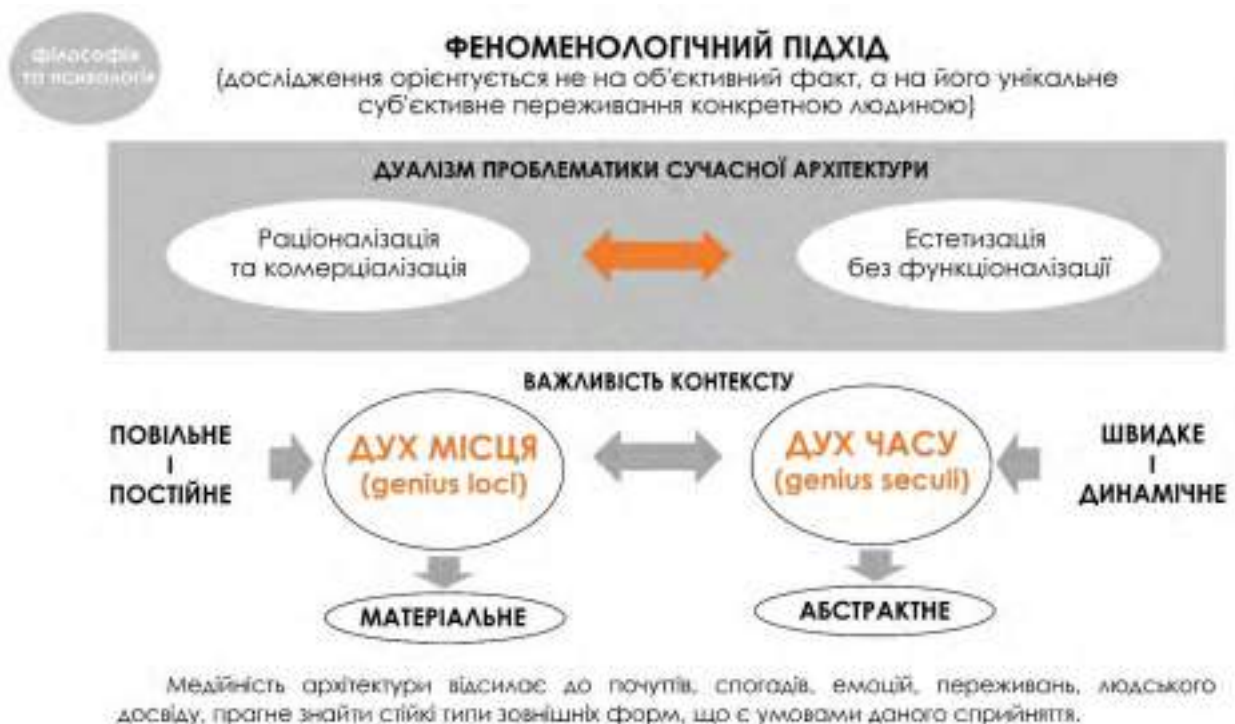 філософія
та психологія
ФЕНОМЕНОЛОГІЧНИЙ ПІДХІД
(дослідження орієнтується не на об'єктивний факт, а на його унікальне
суб'єктивне переживання конкретною людиною)
ДУАЛІЗМ ПРОБЛЕМАТИКИ СУЧАСНОЇ АРХІТЕКТУРИ
Раціоналізація
та комерціалізація
Естетизація
без функціоналізації
ВАЖЛИВІСТЬ КОНТЕКСТУ
ПОВІЛЬНЕ
І
ПОСТІЙНЕ
ДУХ МІСЦЯ
(genius loci)
ДУХ ЧАСУ
(genius seculi)
ШВИДКЕ
І
ДИНАМІЧНЕ
МАТЕРІАЛЬНЕ
АБСТРАКТНЕ
Медійність архітектури відсилає до почуттів, спогадів, емоцій, переживань, людського
досвіду, прагне знайти стійкі типи зовнішніх форм, що є умовами даного сприйняття.